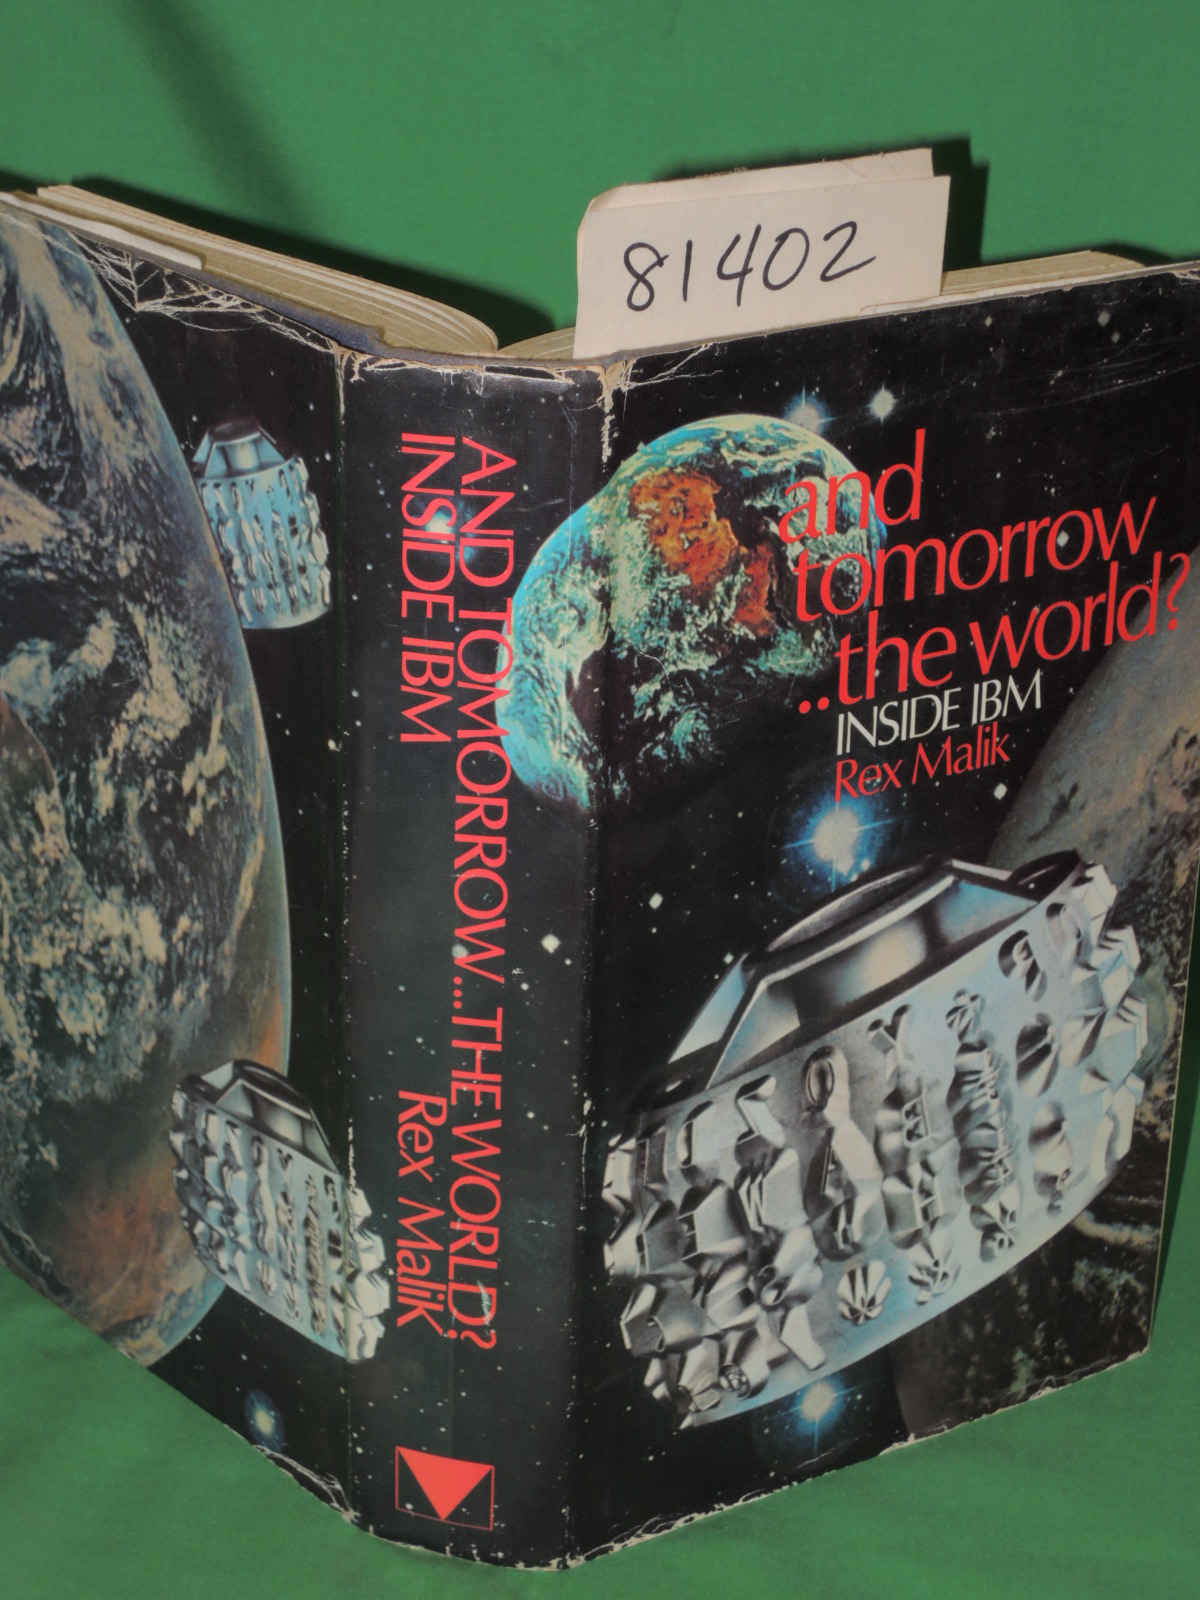 81402
and
tomorrow
..the world?
INSIDE IBM
Rex Malik
AND TOMORROW...THE WORLD?
INSIDE IBM
Rex Malik